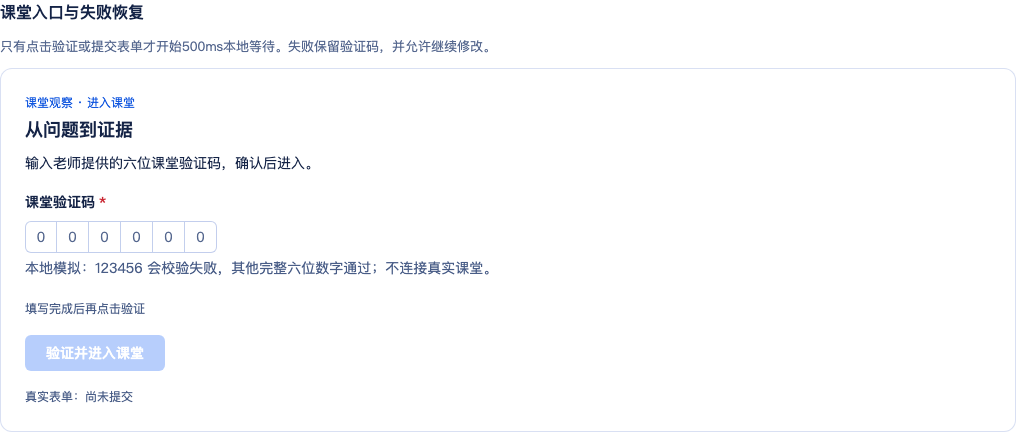 课堂入口与失败恢复
只有点击验证或提交表单才开始500ms本地等待。失败保留验证码，并允许继续修改。
课堂观察 · 进入课堂
从问题到证据
输入老师提供的六位课堂验证码，确认后进入。
课堂验证码 *
0 0 0 0 0 0
本地模拟：123456 会校验失败，其他完整六位数字通过；不连接真实课堂。
填写完成后再点击验证
验证并进入课堂
真实表单：尚未提交